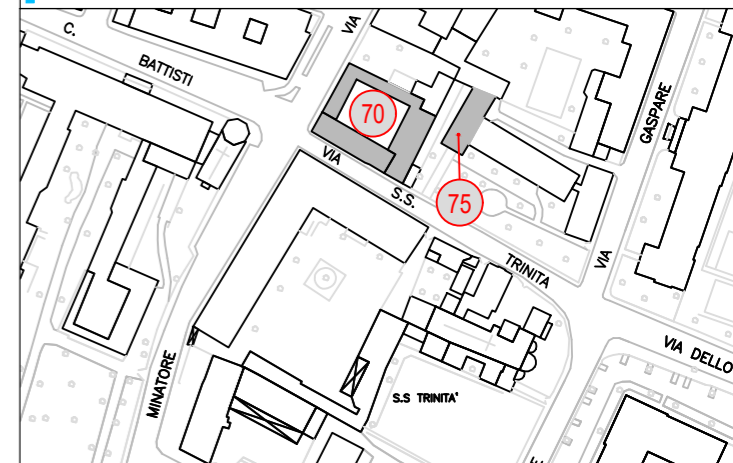 C. BATTISTI
VIA
70
75
GASPARE
VIA S.S. TRINITA
VIA
VIA DELLO
MINATORE
S.S TRINITA'